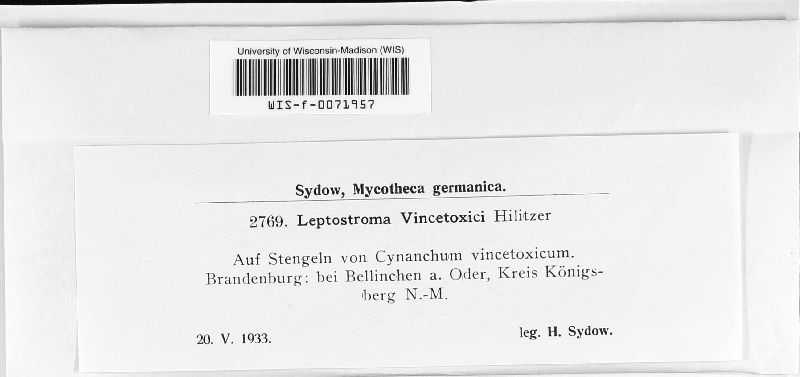 University of Wisconsin-Madison (WIS)
WIS-f-0071957
Sydow, Mycotheca germanica.
2769. Leptostroma Vincetoxici Hilitzer
Auf Stengeln von Cynanchum vincetoxicum.
Brandenburg: bei Bellinchen a. Oder, Kreis Königs-
berg N.-M.
20. V. 1933.
leg. H. Sydow.